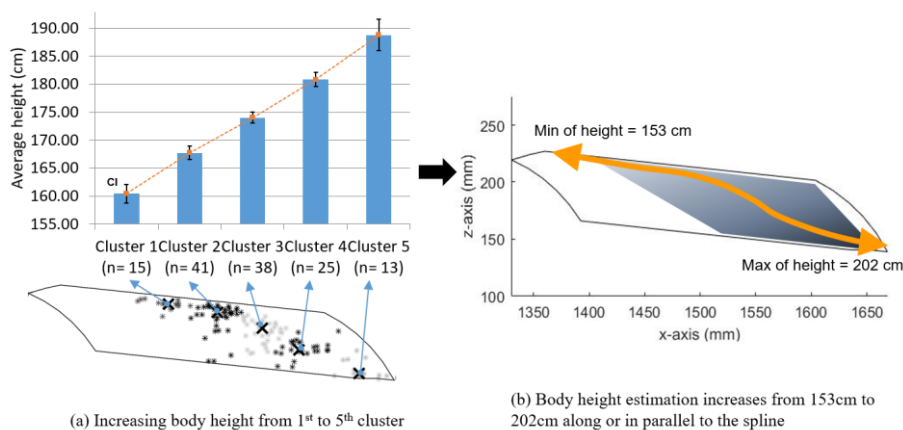 190.00
185.00
180.00
175.00
170.00
165.00
160.00
155.00
Average height (cm)
CI
Cluster 1 Cluster 2 Cluster 3 Cluster 4 Cluster 5
(n= 15) (n= 41) (n= 38) (n= 25) (n= 13)
(a) Increasing body height from 1st to 5th cluster
250
200
150
100
z-axis (mm)
Min of height = 153 cm
Max of height = 202 cm
1350 1400 1450 1500 1550 1600 1650
x-axis (mm)
(b) Body height estimation increases from 153cm to
202cm along or in parallel to the spline